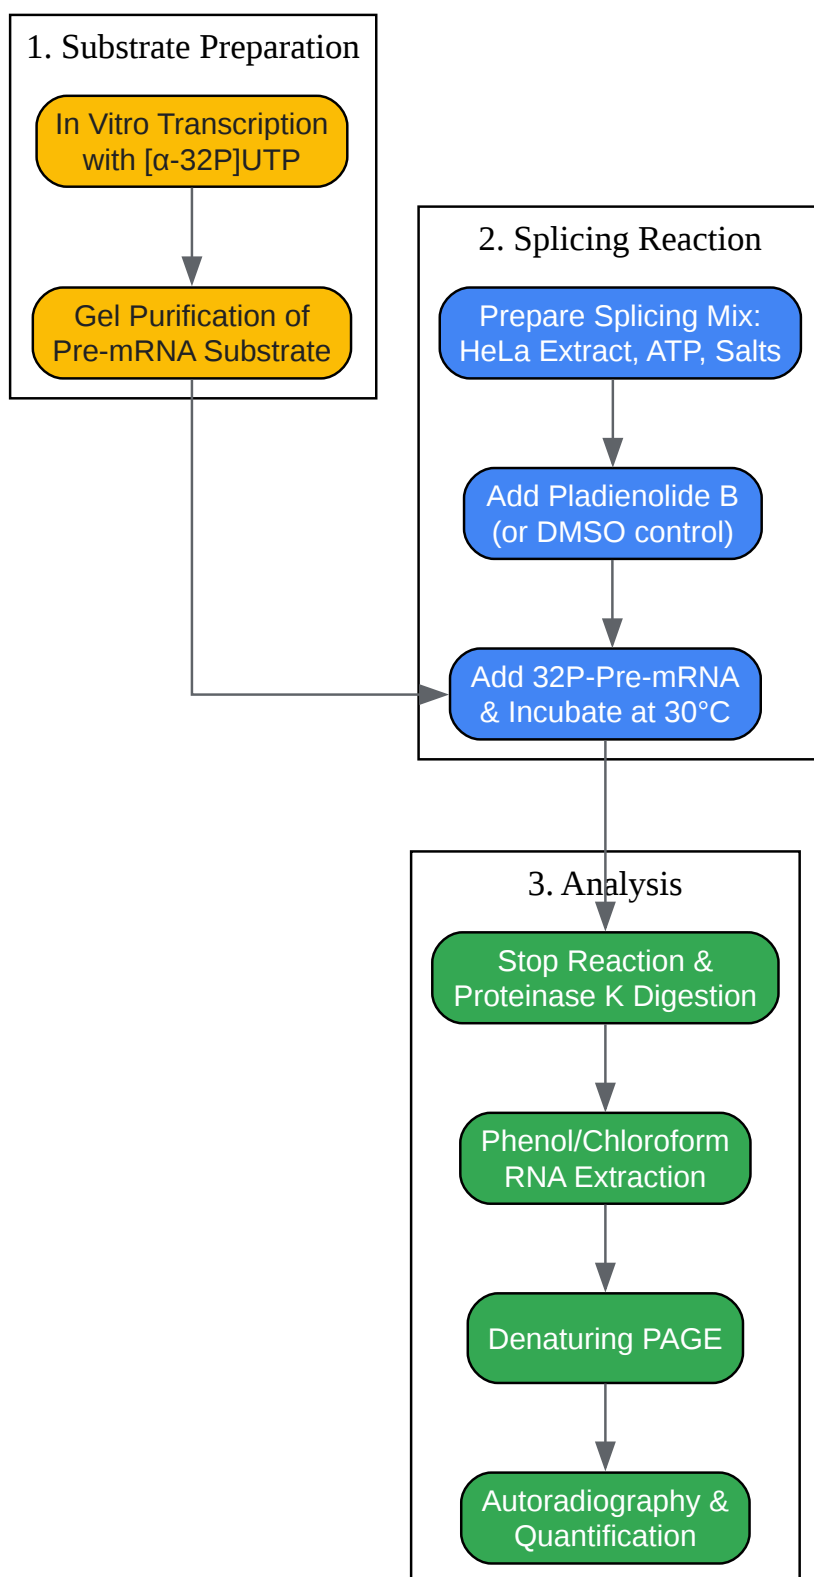 1. Substrate Preparation
In Vitro Transcription
with [α-32P]UTP
Gel Purification of
Pre-mRNA Substrate
2. Splicing Reaction
Prepare Splicing Mix:
HeLa Extract, ATP, Salts
Add Pladienolide B
(or DMSO control)
Add 32P-Pre-mRNA
& Incubate at 30°C
3. Analysis
Stop Reaction &
Proteinase K Digestion
Phenol/Chloroform
RNA Extraction
Denaturing PAGE
Autoradiography &
Quantification